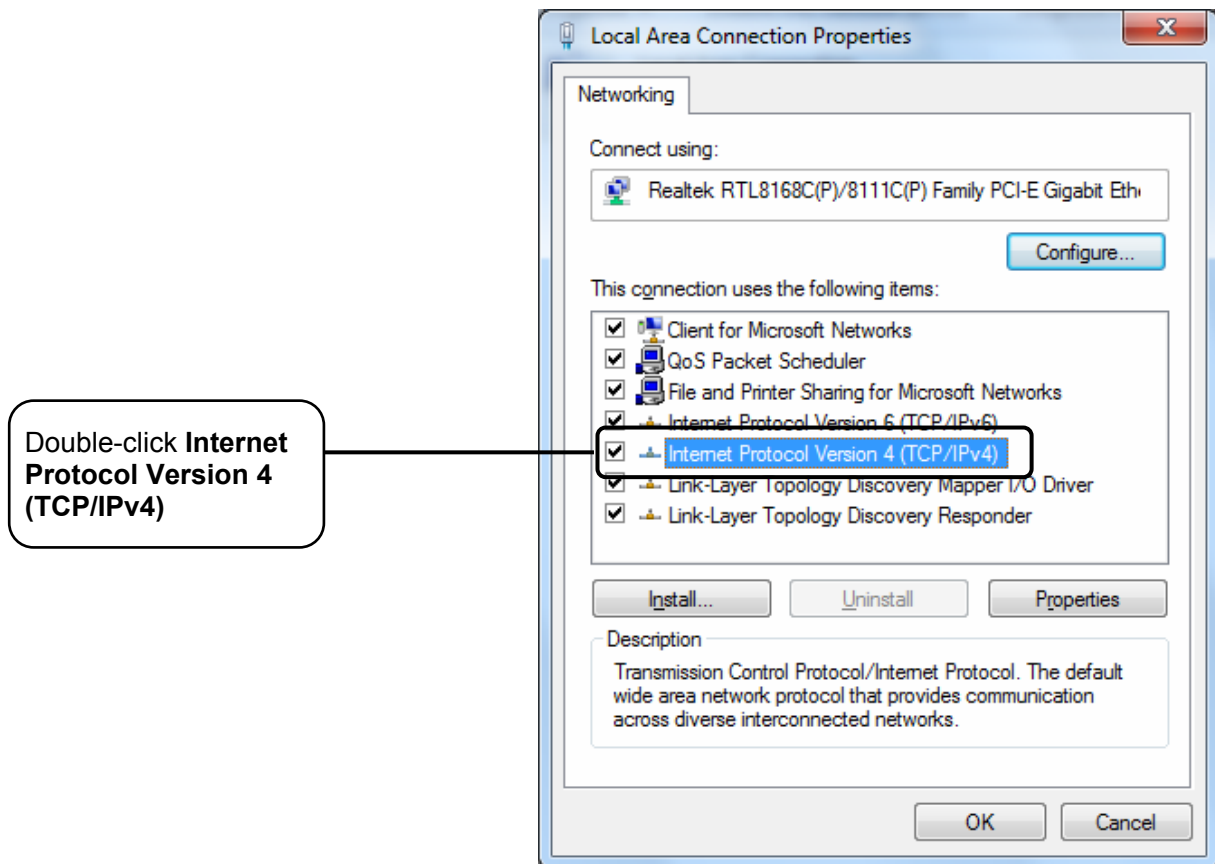 Local Area Connection Properties
Networking
Connect using:
Realtek RTL8168C(P)/8111C(P) Family PCI-E Gigabit Eth
Configure...
This connection uses the following items:
Client for Microsoft Networks
QoS Packet Scheduler
File and Printer Sharing for Microsoft Networks
Internet Protocol Version 6 (TCP/IPv6)
Internet Protocol Version 4 (TCP/IPv4)
Link-Layer Topology Discovery Mapper I/O Driver
Link-Layer Topology Discovery Responder
Double-click Internet
Protocol Version 4
(TCP/IPv4)
Install...
Uninstall
Properties
Description
Transmission Control Protocol/Internet Protocol. The default
wide area network protocol that provides communication
across diverse interconnected networks.
OK
Cancel